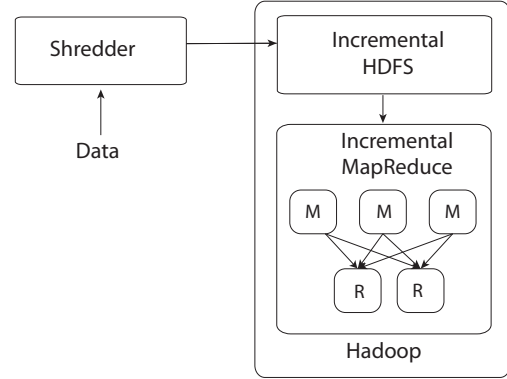 Shredder
Data
Incremental
HDFS
Incremental
MapReduce
M M M
R R
Hadoop